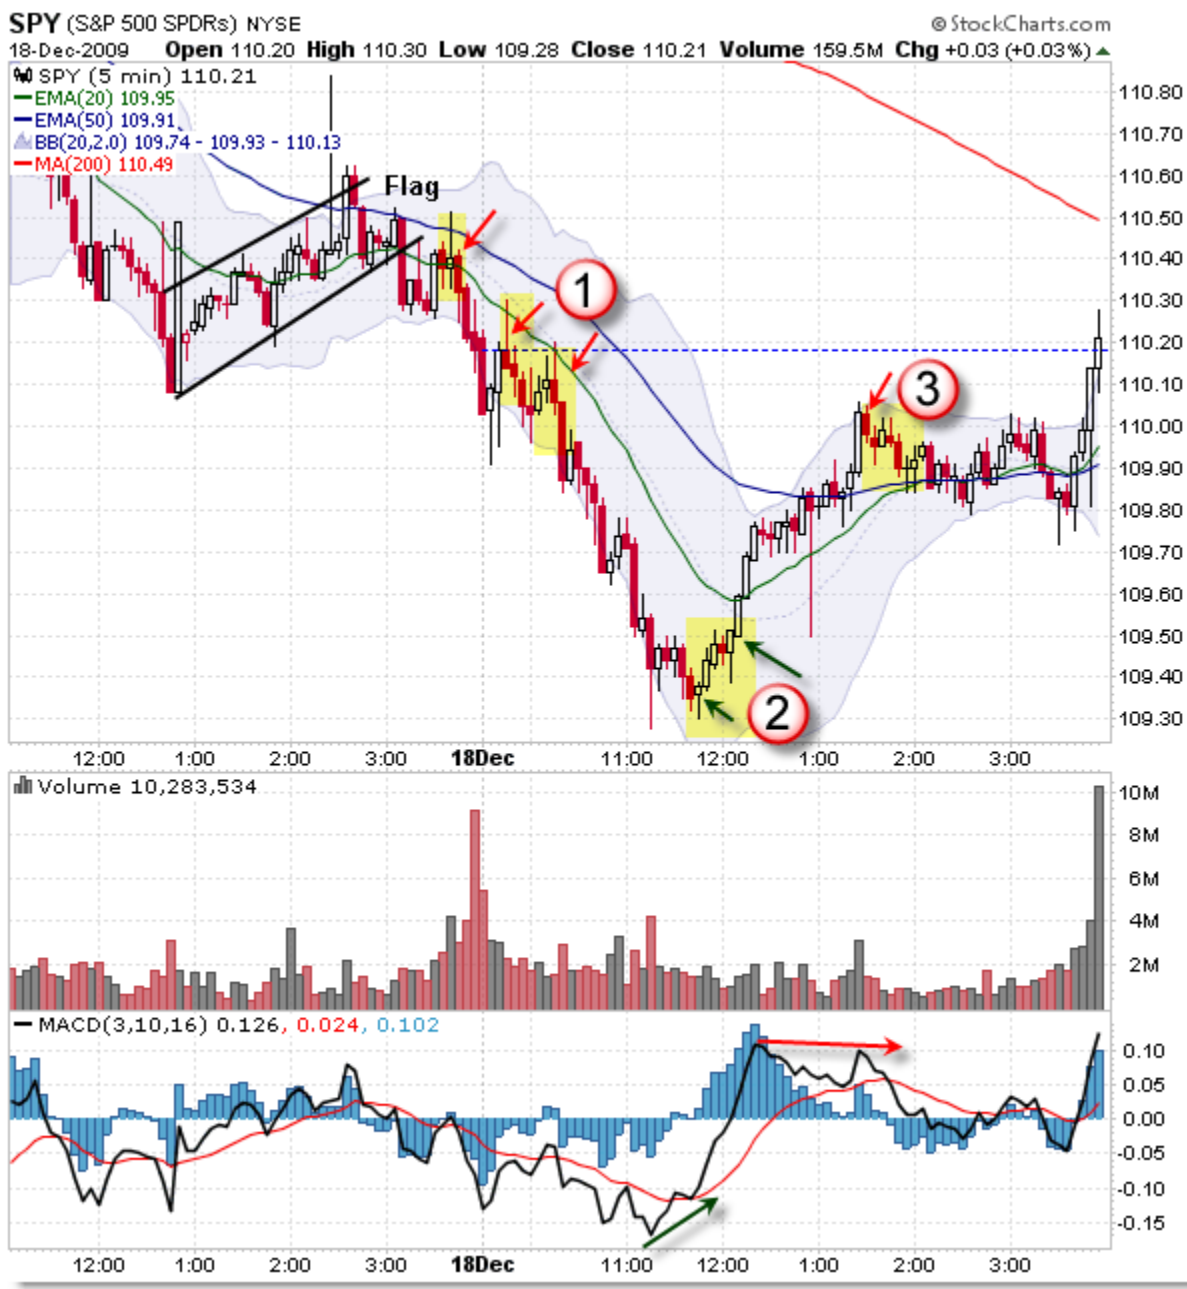 SPY (S&P 500 SPDRs) NYSE
© StockCharts.com
18-Dec-2009 Open 110.20 High 110.30 Low 109.28 Close 110.21 Volume 159.5M Chg +0.03 (+0.03%)
SPY (5 min) 110.21
EMA(20) 109.95
EMA(50) 109.91
BB(20,2.0) 109.74 - 109.93 - 110.13
MA(200) 110.49
Flag
1
2
3
110.80
110.70
110.60
110.50
110.40
110.30
110.20
110.10
110.00
109.90
109.80
109.70
109.60
109.50
109.40
109.30
12:00 1:00 2:00 3:00 18Dec 11:00 12:00 1:00 2:00 3:00
Volume 10,283,534
10M
8M
6M
4M
2M
MACD(3,10,16) 0.126, 0.024, 0.102
0.10
0.05
0.00
-0.05
-0.10
-0.15
12:00 1:00 2:00 3:00 18Dec 11:00 12:00 1:00 2:00 3:00